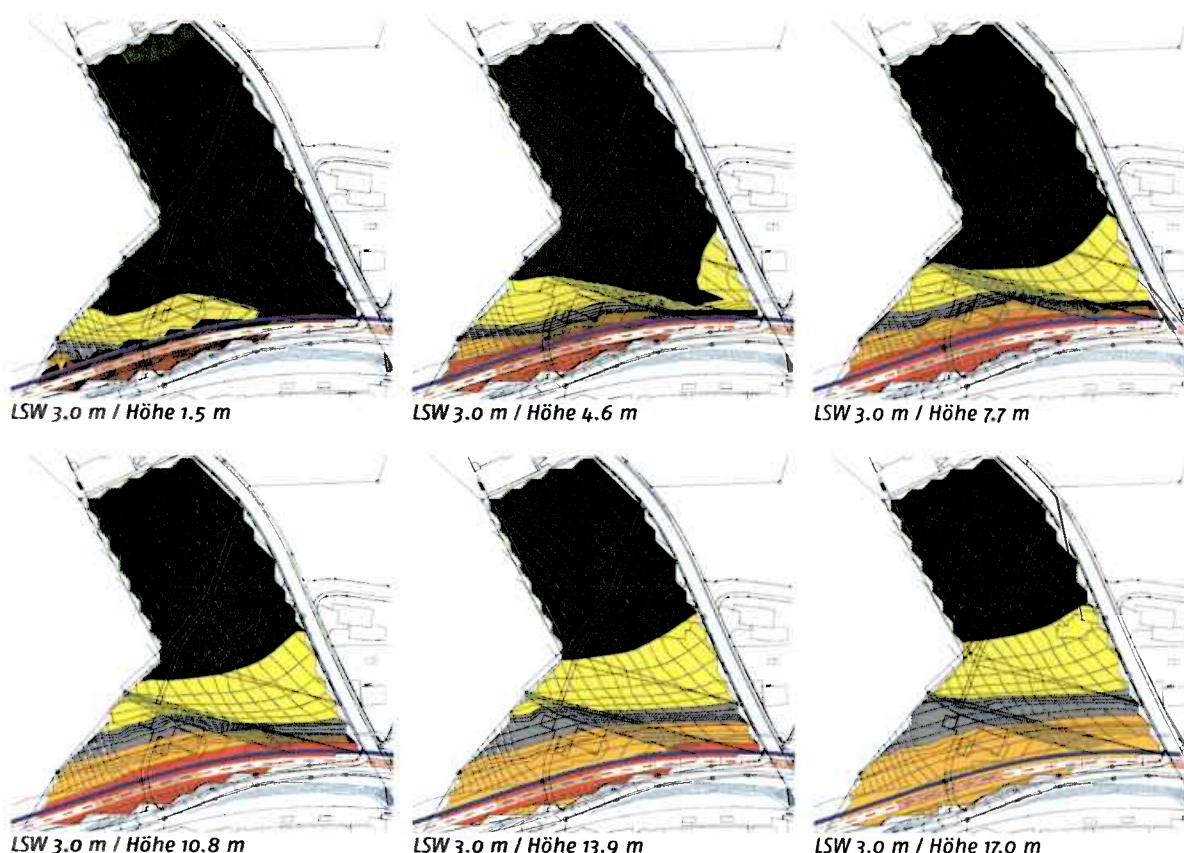 LSW 3.0 m / Höhe 1.5 m
LSW 3.0 m / Höhe 4.6 m
LSW 3.0 m / Höhe 7.7 m
LSW 3.0 m / Höhe 10.8 m
LSW 3.0 m / Höhe 13.9 m
LSW 3.0 m / Höhe 17.0 m